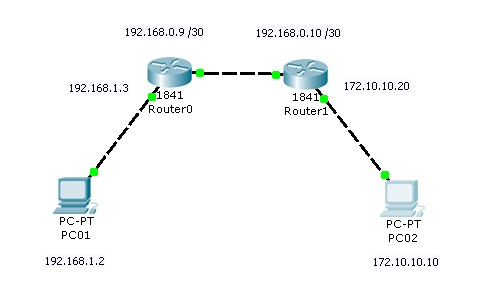 192.168.0.9 /30
192.168.0.10 /30
192.168.1.3
1841
Router0
1841
Router1
172.10.10.20
PC-PT
PC01
192.168.1.2
PC-PT
PC02
172.10.10.10